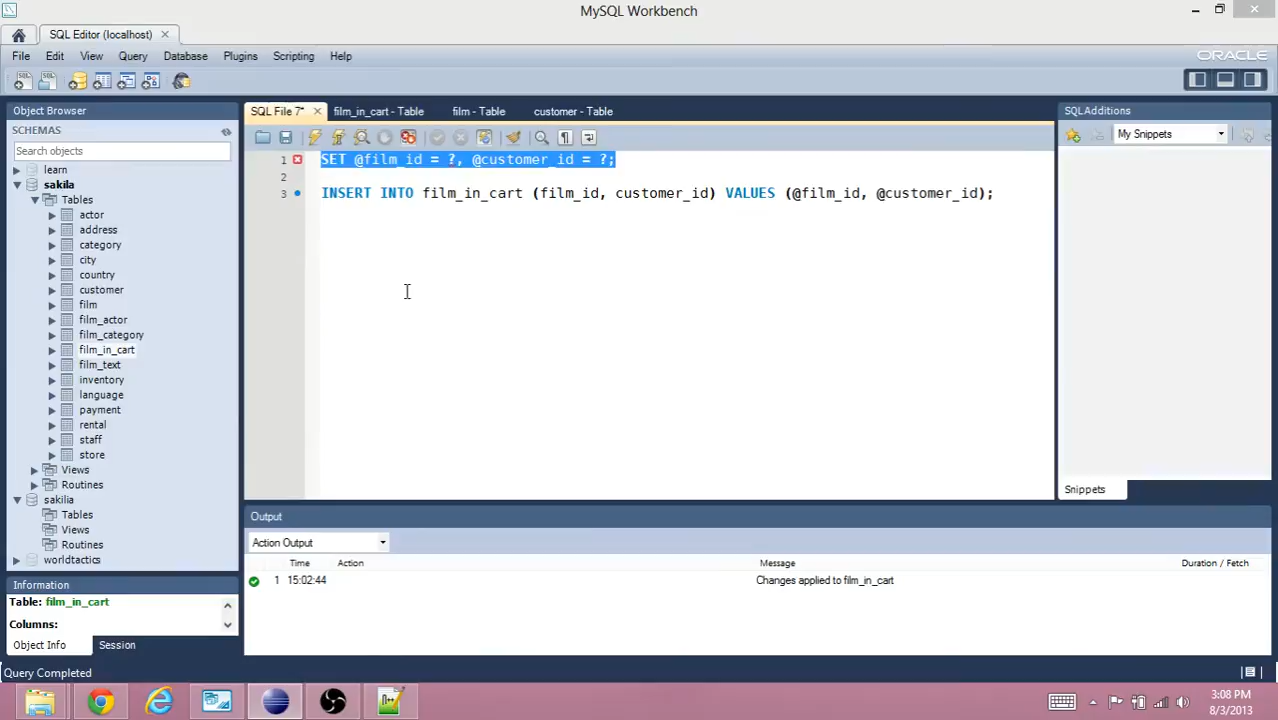 MySQL Workbench
SQL Editor (localhost)
File Edit View Query Database Plugins Scripting Help
ORACLE
Object Browser
SCHEMAS
Search objects
learn
sakila
Tables
actor
address
category
city
country
customer
film
film_actor
film_category
film_in_cart
film_text
inventory
language
payment
rental
staff
store
Views
Routines
sakilia
Tables
Views
Routines
worldtactics
Information
Table: film_in_cart
Columns:
Object Info Session
SQL File 7* film_in_cart - Table film - Table customer - Table
1 SET @film_id = ?, @customer_id = ?;
2
3 INSERT INTO film_in_cart (film_id, customer_id) VALUES (@film_id, @customer_id);
SQLAdditions
My Snippets
Snippets
Output
Action Output
Time Action Message Duration / Fetch
1 15:02:44 Changes applied to film_in_cart
Query Completed
3:08 PM
8/3/2013